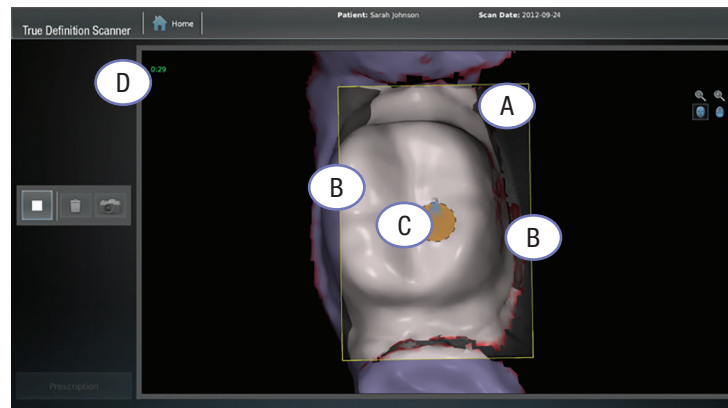 Patient: Sarah Johnson Scan Date: 2012-09-24
True Definition Scanner Home
0:29
D
A
B
C
B
Prescription